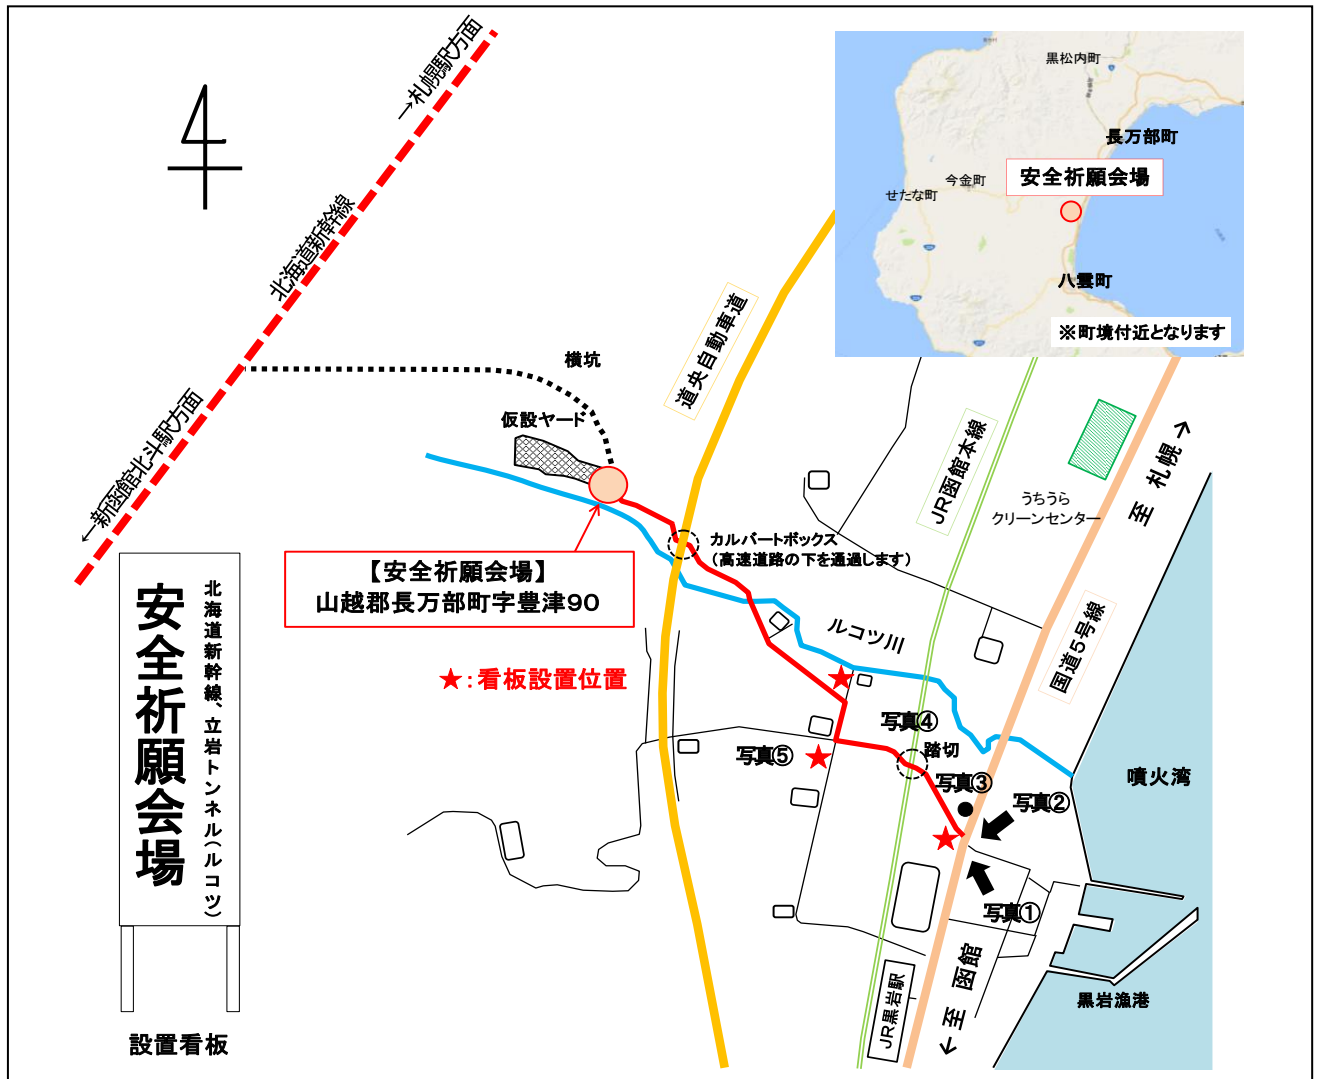 →札幌駅方面
北海道新幹線
←新函館北斗駅方面
黒松内町
長万部町
安全祈願会場
今金町
せたな町
八雲町
※町境付近となります
道央自動車道
横坑
仮設ヤード
JR函館本線
うちうら
クリーンセンター
至 札幌→
カルバートボックス
(高速道路の下を通過します)
【安全祈願会場】
山越郡長万部町字豊津90
ルコツ川
国道5号線
★:看板設置位置
写真④
踏切
写真⑤
写真③
写真②
写真①
噴火湾
北海道新幹線、立岩トンネル(ルコツ)
安全祈願会場
設置看板
JR黒岩駅
←至 函館
黒岩漁港